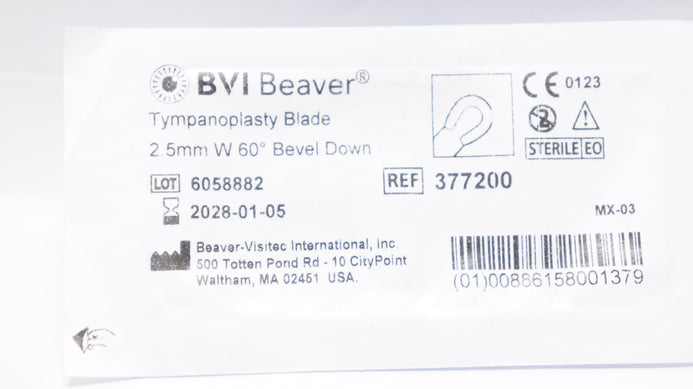 BVI Beaver®
Tympanoplasty Blade
2.5mm W 60° Bevel Down
LOT 6058882
REF 377200
2028-01-05
CE 0123
2
STERILE EO
MX-03
Beaver-Visitec International, Inc
500 Totten Pond Rd - 10 CityPoint
Waltham, MA 02451 USA.
(01)00886158001379